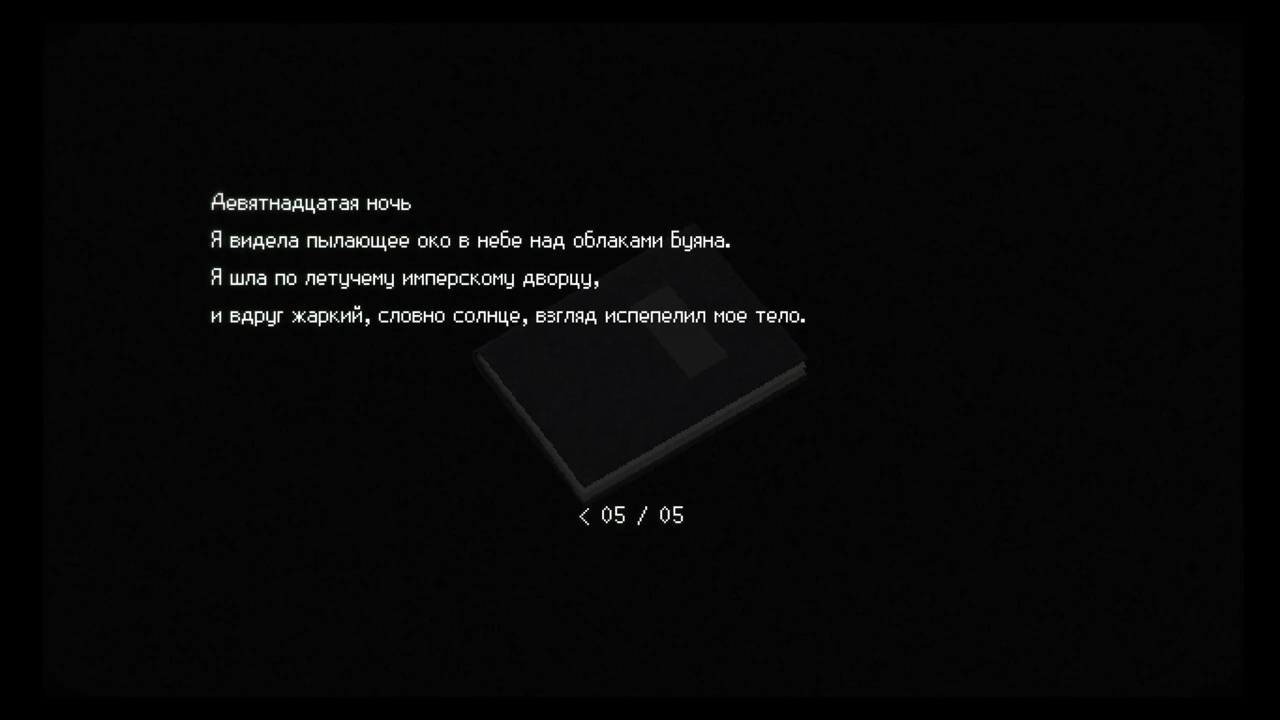 Девятнадцатая ночь
Я видела пылающее око в небе над облаками Буяна.
Я шла по летучему имперскому дворцу,
и вдруг жаркий, словно солнце, взгляд испепелил мое тело.
< 05 / 05